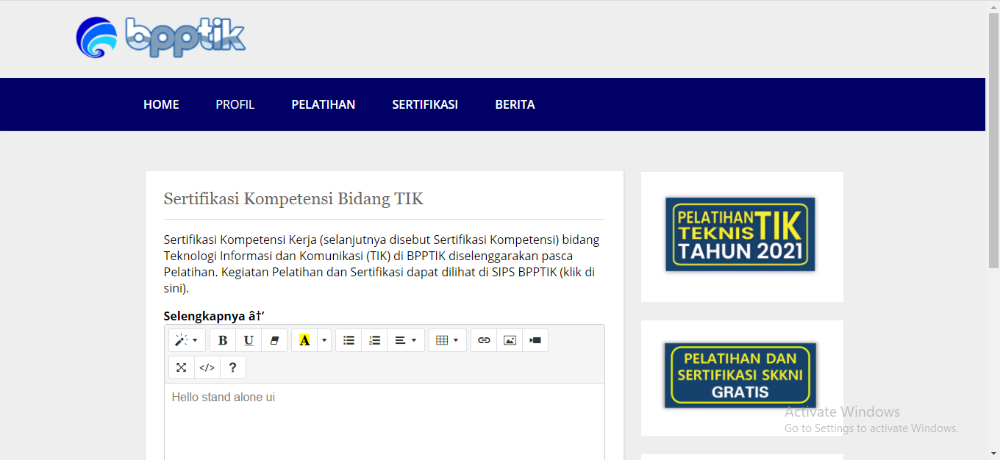 bpptik
HOME PROFIL PELATIHAN SERTIFIKASI BERITA
Sertifikasi Kompetensi Bidang TIK
Sertifikasi Kompetensi Kerja (selanjutnya disebut Sertifikasi Kompetensi) bidang
Teknologi Informasi dan Komunikasi (TIK) di BPPTIK diselenggarakan pasca
Pelatihan. Kegiatan Pelatihan dan Sertifikasi dapat dilihat di SIPS BPPTIK (klik di
sini).
Selengkapnya â†’
B U A </> ?
Hello stand alone ui
PELATIHAN TIK
TEKNIS
TAHUN 2021
PELATIHAN DAN
SERTIFIKASI SKKNI
GRATIS
Activate Windows
Go to Settings to activate Windows.